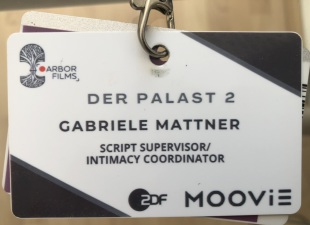 ARBOR
FILMS
DER PALAST 2
GABRIELE MATTNER
SCRIPT SUPERVISOR/
INTIMACY COORDINATOR
ZDF MOOViE